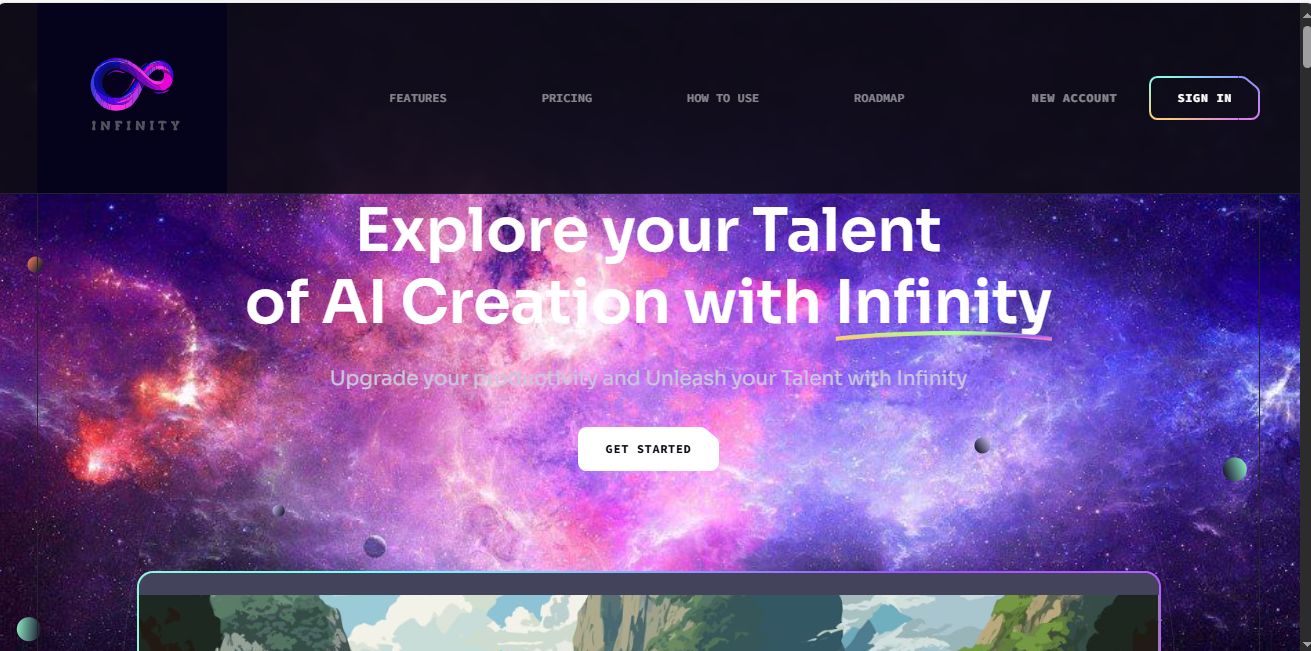 INFINITY
FEATURES
PRICING
HOW TO USE
ROADMAP
NEW ACCOUNT
SIGN IN
Explore your Talent
of AI Creation with Infinity
Upgrade your productivity and Unleash your Talent with Infinity
GET STARTED